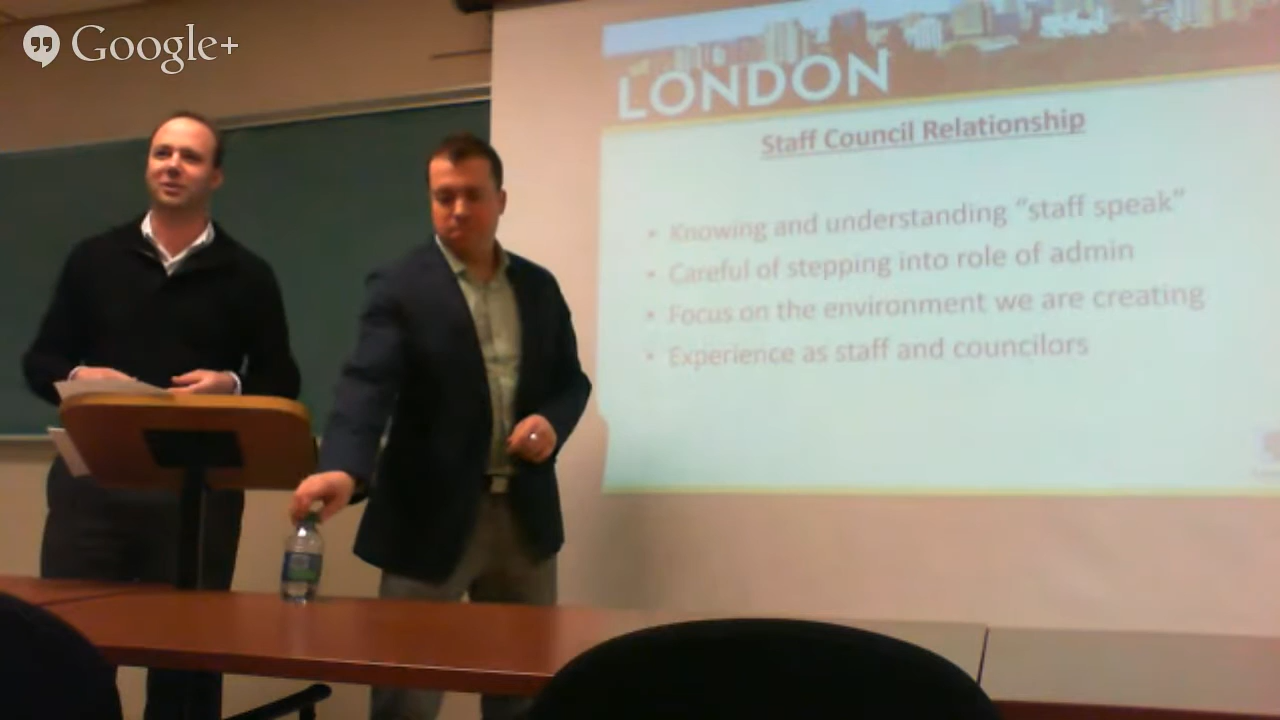 Google+
LONDON
Staff Council Relationship
• Knowing and understanding “staff speak”
• Careful of stepping into role of admin
• Focus on the environment we are creating
• Experience as staff and councilors